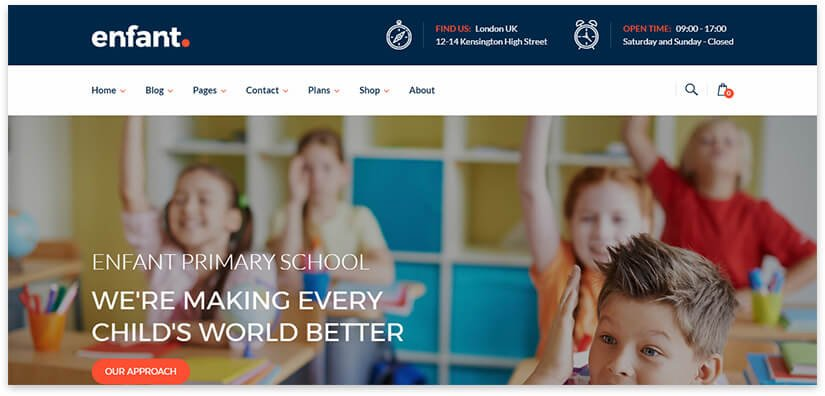 enfant.
FIND US: London UK
12-14 Kensington High Street
OPEN TIME: 09:00 - 17:00
Saturday and Sunday - Closed
Home Blog Pages Contact Plans Shop About
0
ENFANT PRIMARY SCHOOL
WE'RE MAKING EVERY
CHILD'S WORLD BETTER
OUR APPROACH